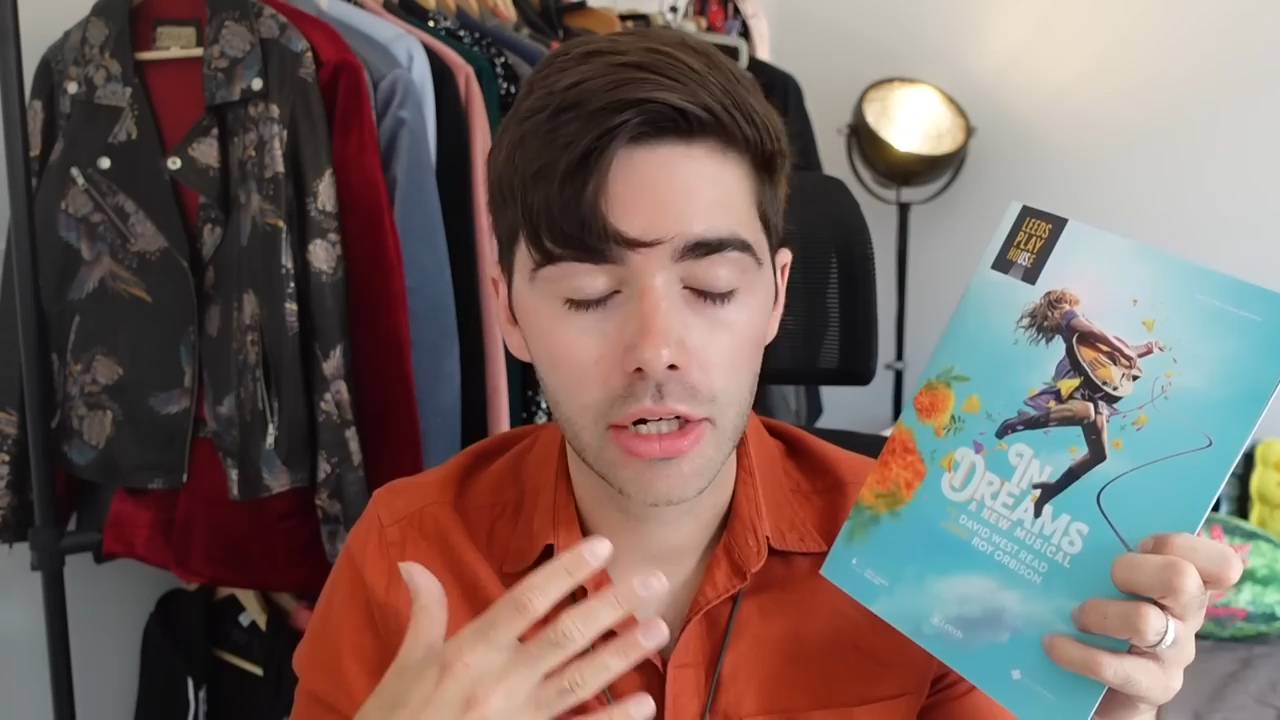 LEEDS
PLAY
HOUSE
IN
DREAMS
A NEW MUSICAL
DAVID WEST READ
ROY ORBISON